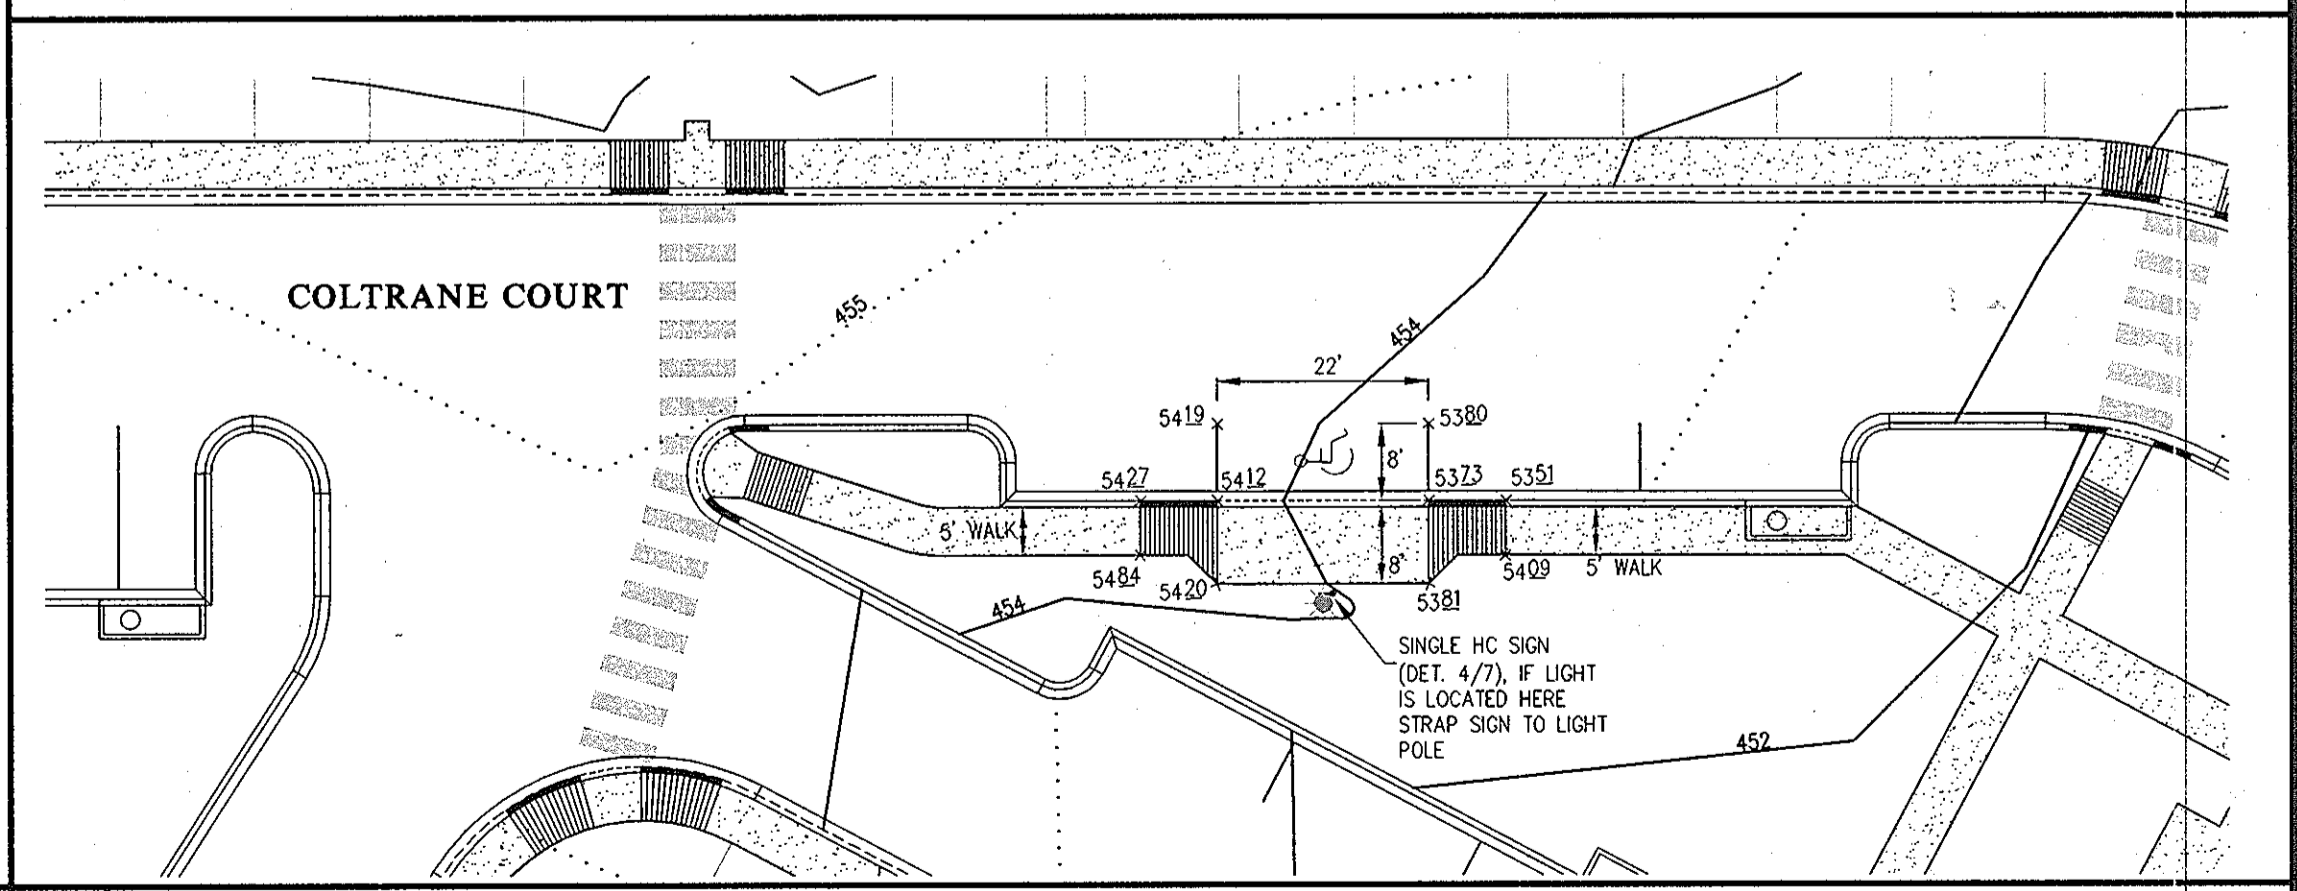 COLTRANE COURT
455
454
22'
5419
5380
8'
5427
5412
5373
5351
5' WALK
8'
5484
5420
5409
5' WALK
5381
454
SINGLE HC SIGN
(DET. 4/7), IF LIGHT
IS LOCATED HERE
STRAP SIGN TO LIGHT
POLE
452